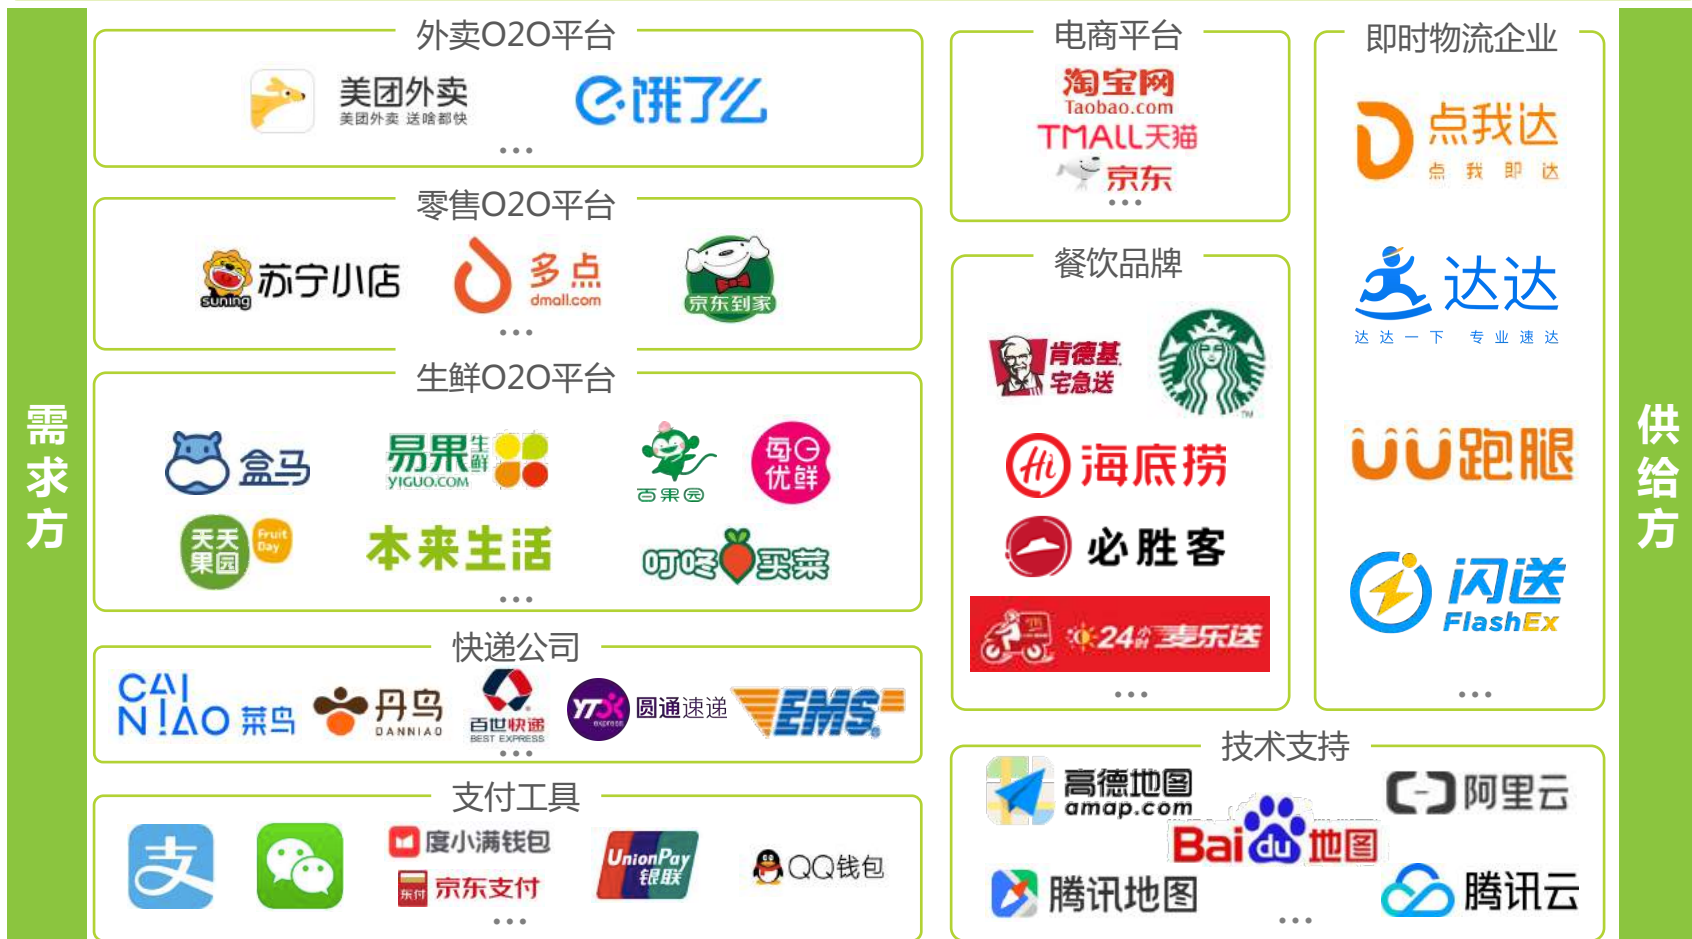 需求方
外卖O2O平台
美团外卖
美团外卖 送啥都快
饿了么
...
零售O2O平台
suning
苏宁小店
多点
dmall.com
京东到家
...
生鲜O2O平台
盒马
易果生鲜
YIGUO.COM
百果园
每日优鲜
天天果园
Fruit Day
本来生活
叮咚买菜
...
快递公司
CAINIAO 菜鸟
丹鸟
DANNIAO
百世快递
BEST EXPRESS
YTO express
圆通速递
EMS
...
支付工具
支
度小满钱包
京东支付
UnionPay
银联
QQ钱包
...
电商平台
淘宝网
Taobao.com
TMALL天猫
京东
...
餐饮品牌
肯德基
宅急送
TM
Hi 海底捞
必胜客
24小时 麦乐送
...
即时物流企业
点我达
点我即达
达达
达达一下 专业速达
UU跑腿
闪送
FlashEx
...
技术支持
高德地图
amap.com
阿里云
Baidu地图
腾讯地图
腾讯云
...
供给方